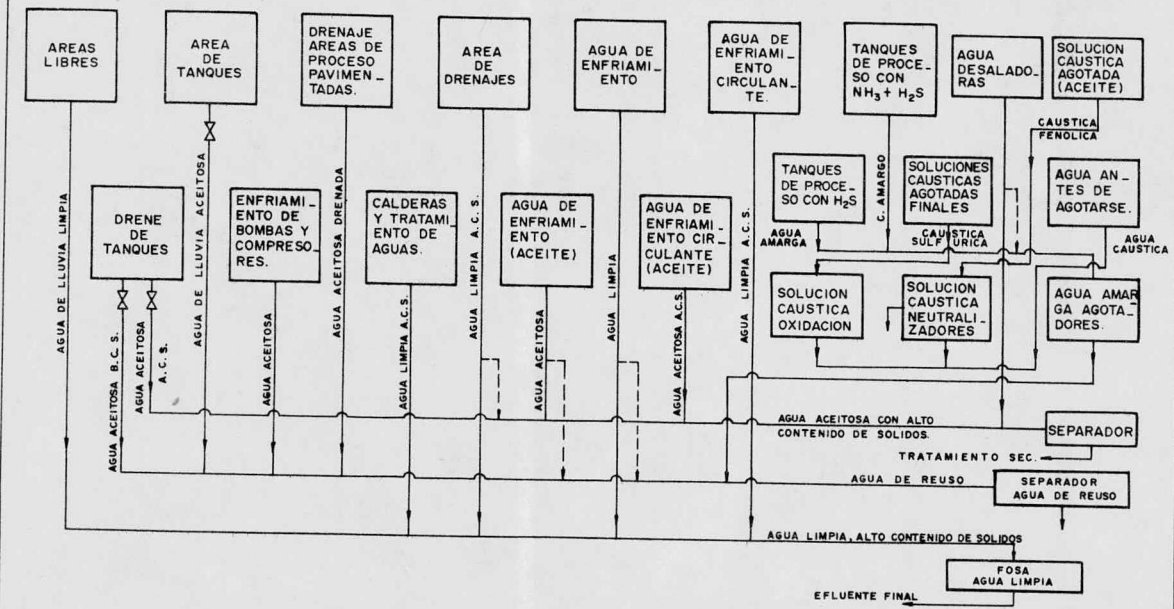 AREAS
LIBRES
AREA
DE
TANQUES
DRENAJE
AREAS DE
PROCESO
PAVIMEN_
TADAS.
AREA
DE
DRENAJES
AGUA DE
ENFRIAMI_
ENTO
AGUA DE
ENFRIAMI_
ENTO
CIRCULAN_
TE.
TANQUES
DE PROCE_
SO CON
NH3 + H2S
AGUA
DESALADO_
RAS
SOLUCION
CAUSTICA
AGOTADA
(ACEITE)
CAUSTICA
FENOLICA
DRENE
DE
TANQUES
ENFRIAMI_
ENTO DE
BOMBAS Y
COMPRESO_
RES.
CALDERAS
Y TRATAMI_
ENTO DE
AGUAS.
AGUA DE
ENFRIAMI_
ENTO
(ACEITE)
AGUA DE
ENFRIAMI_
ENTO CIR_
CULANTE
(ACEITE)
TANQUES
DE PROCE_
SO CON H2S
C. AMARGO
SOLUCIONES
CAUSTICAS
AGOTADAS
FINALES
AGUA AN_
TES DE
AGOTARSE.
AGUA
AMARGA
CAUSTICA
SULF URICA
AGUA
CAUSTICA
SOLUCION
CAUSTICA
OXIDACION
SOLUCION
CAUSTICA
NEUTRALI_
ZADORES
AGUA AMAR_
GA AGOTA_
DORES.
AGUA DE LLUVIA LIMPIA
AGUA ACEITOSA B.C.S.
AGUA ACEITOSA
A.C.S.
AGUA DE LLUVIA ACEITOSA
AGUA ACEITOSA
AGUA ACEITOSA DRENADA
AGUA LIMPIA A.C.S.
AGUA LIMPIA A.C.S.
AGUA ACEITOSA
AGUA LIMPIA
AGUA ACEITOSA A.C.S.
AGUA LIMPIA A.C.S.
AGUA ACEITOSA CON ALTO
CONTENIDO DE SOLIDOS.
SEPARADOR
TRATAMIENTO SEC.
AGUA DE REUSO
SEPARADOR
AGUA DE REUSO
AGUA LIMPIA, ALTO CONTENIDO DE SOLIDOS
FOSA
AGUA LIMPIA
EFLUENTE FINAL